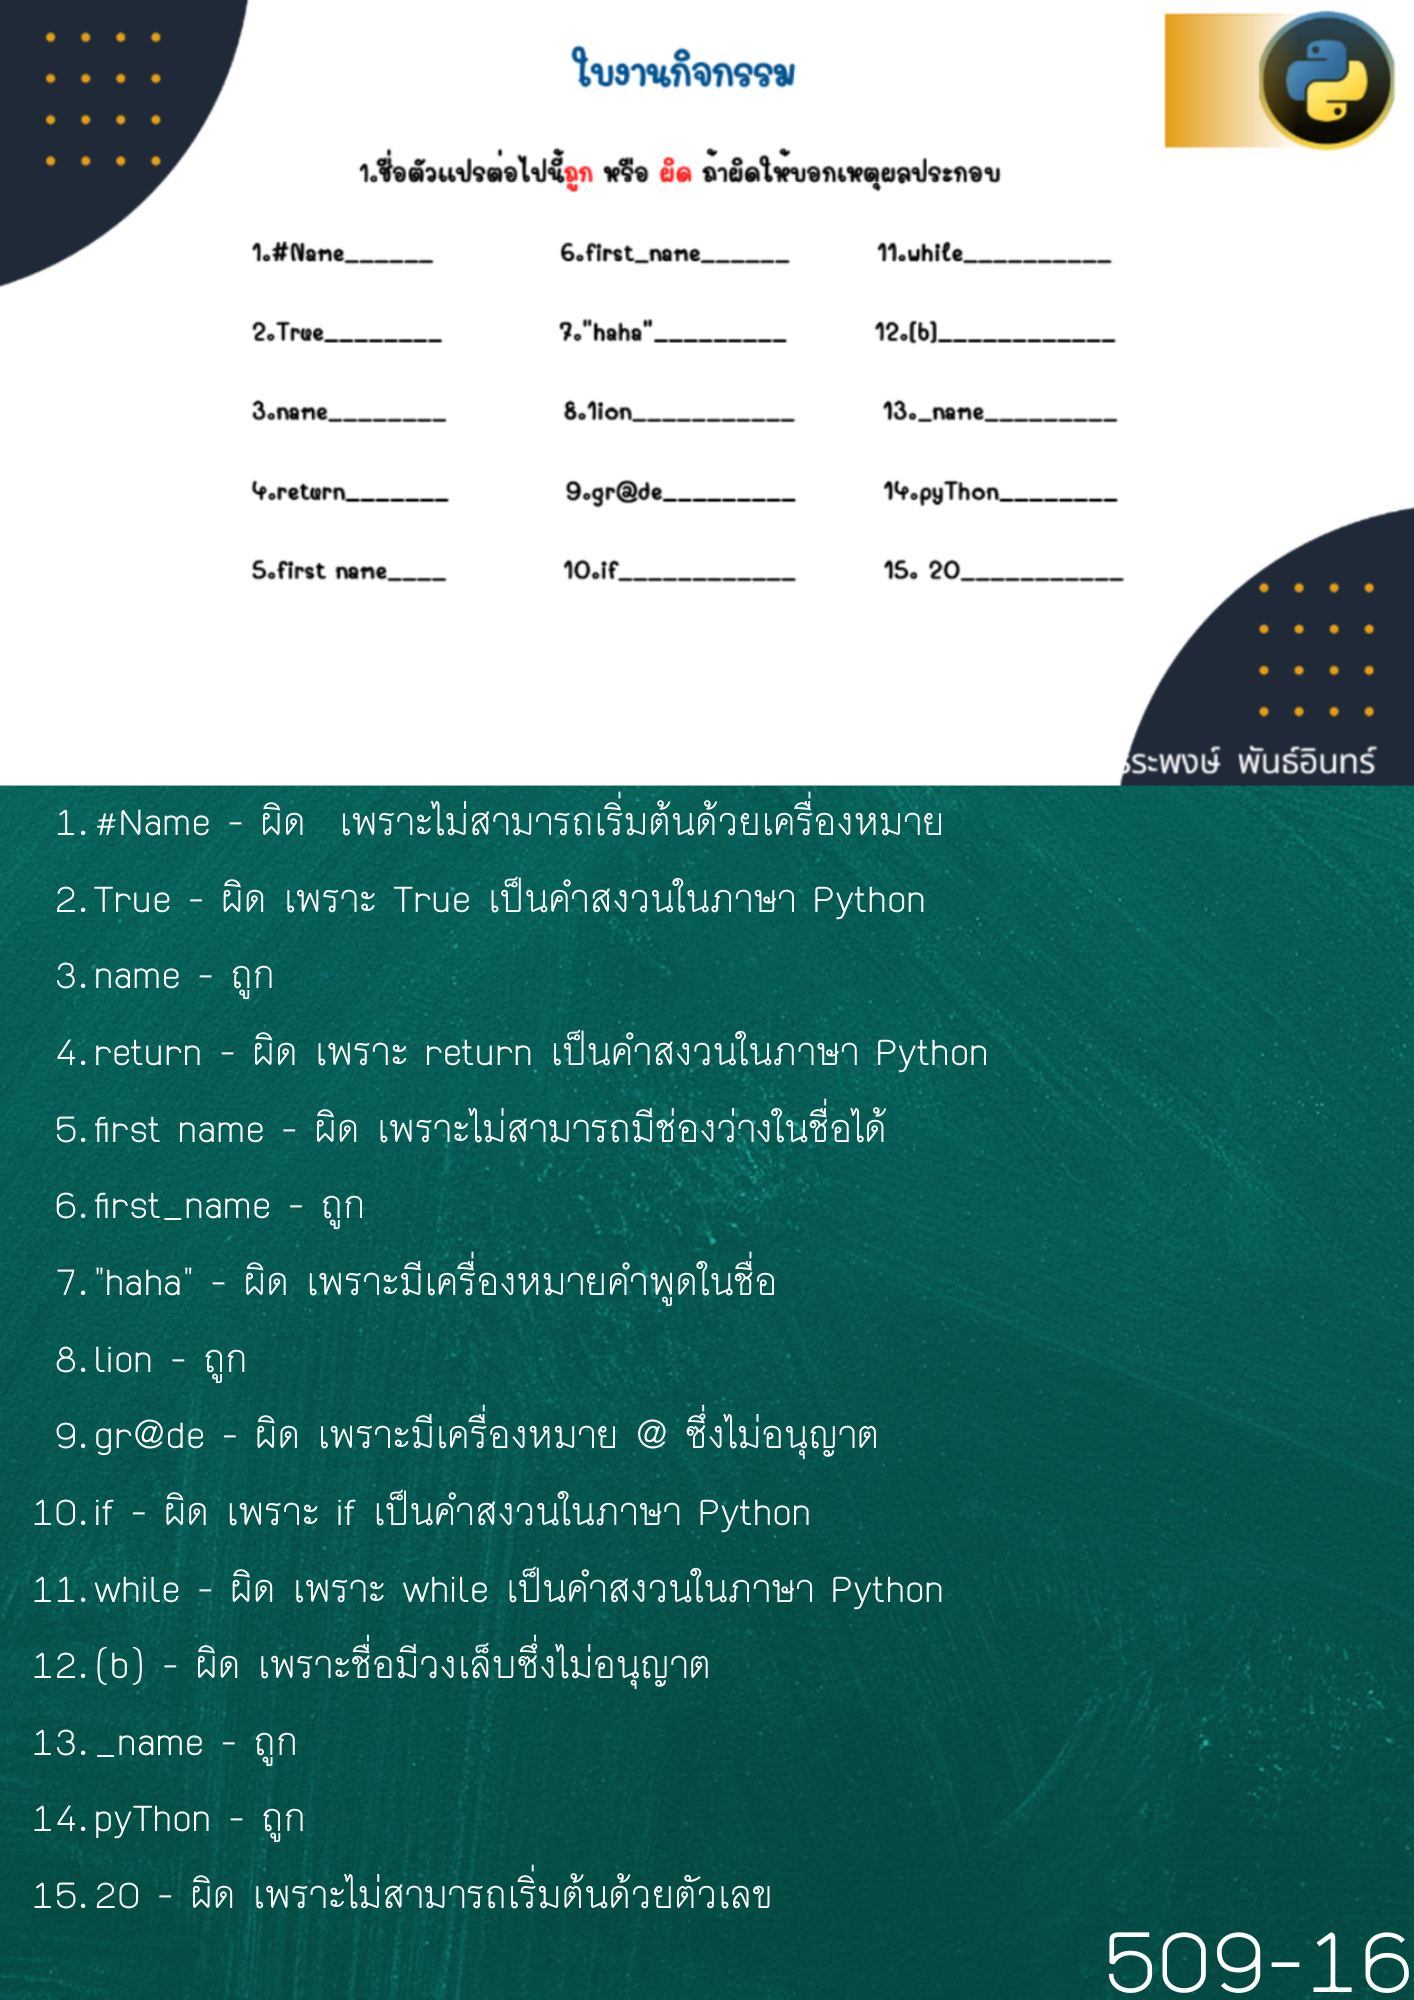 ใบงานกิจกรรม
1.ชื่อตัวแปรต่อไปนี้ถูก หรือ ผิด ถ้าผิดให้บอกเหตุผลประกอบ
1.#Name______ 6.first_name______ 11.while__________
2.True________ 7."haha"_________ 12.(b)____________
3.name________ 8.1ion___________ 13._name_________
4.return_______ 9.gr@de_________ 14.pyThon________
5.first name____ 10.if____________ 15. 20___________
ระพงษ์ พันธ์อินทร์
1. #Name - ผิด เพราะไม่สามารถเริ่มต้นด้วยเครื่องหมาย
2. True - ผิด เพราะ True เป็นคำสงวนในภาษา Python
3. name - ถูก
4. return - ผิด เพราะ return เป็นคำสงวนในภาษา Python
5. first name - ผิด เพราะไม่สามารถมีช่องว่างในชื่อได้
6. first_name - ถูก
7. "haha" - ผิด เพราะมีเครื่องหมายคำพูดในชื่อ
8. lion - ถูก
9. gr@de - ผิด เพราะมีเครื่องหมาย @ ซึ่งไม่อนุญาต
10. if - ผิด เพราะ if เป็นคำสงวนในภาษา Python
11. while - ผิด เพราะ while เป็นคำสงวนในภาษา Python
12. (b) - ผิด เพราะชื่อมีวงเล็บซึ่งไม่อนุญาต
13. _name - ถูก
14. pyThon - ถูก
15. 20 - ผิด เพราะไม่สามารถเริ่มต้นด้วยตัวเลข
509-16